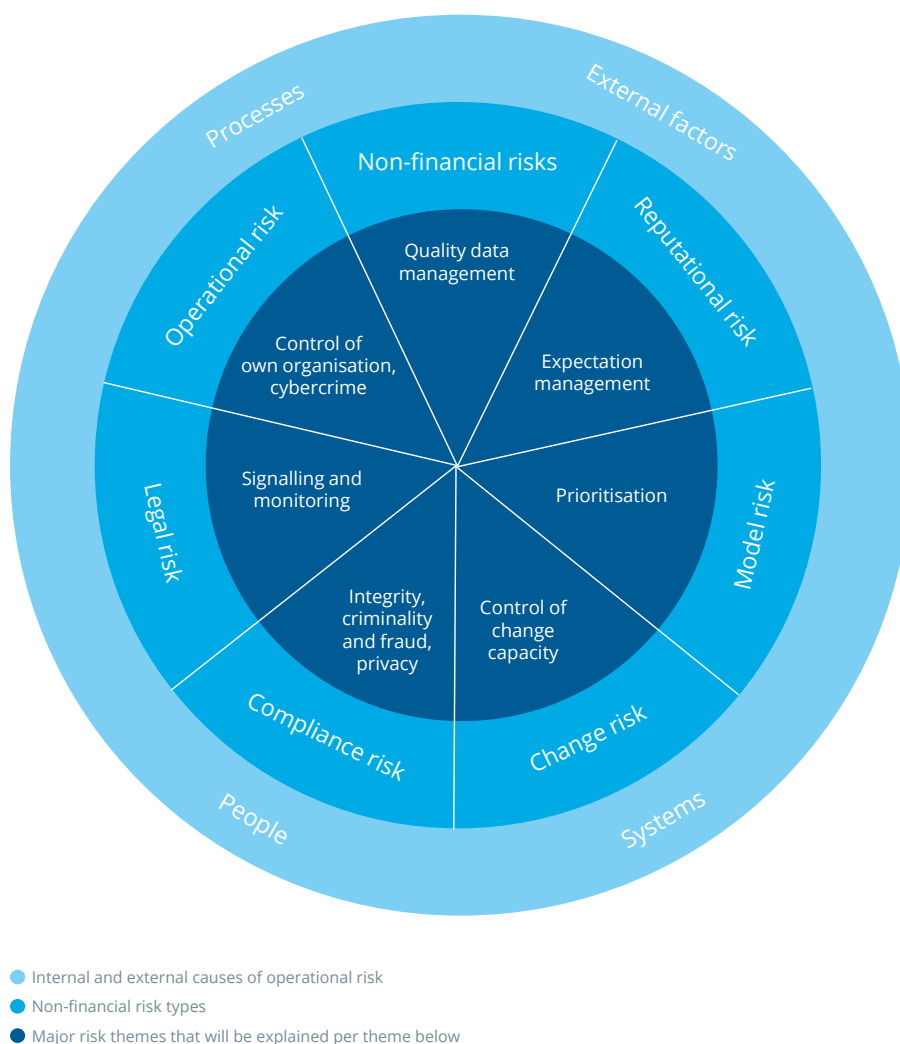 Processes
External factors
Non-financial risks
Operational risk
Reputational risk
Quality data
management
Control of
own organisation,
cybercrime
Expectation
management
Signalling and
monitoring
Prioritisation
Legal risk
Model risk
Integrity,
criminality
and fraud,
privacy
Control of
change
capacity
Compliance risk
Change risk
People
Systems
Internal and external causes of operational risk
Non-financial risk types
Major risk themes that will be explained per theme below